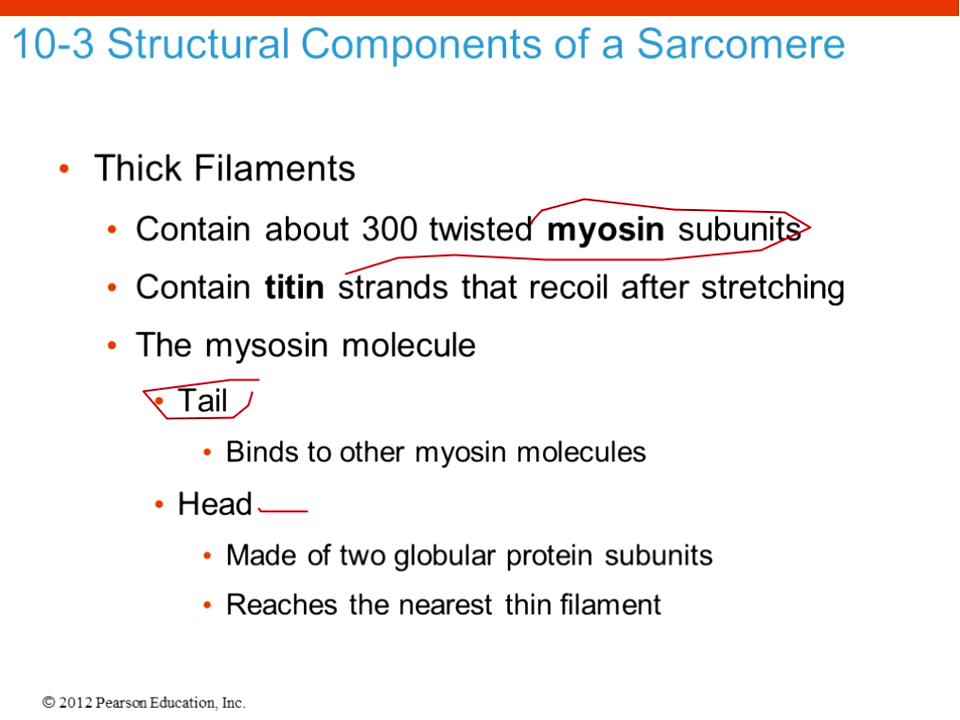 10-3 Structural Components of a Sarcomere
• Thick Filaments
• Contain about 300 twisted myosin subunits
• Contain titin strands that recoil after stretching
• The mysosin molecule
• Tail
• Binds to other myosin molecules
• Head
• Made of two globular protein subunits
• Reaches the nearest thin filament
© 2012 Pearson Education, Inc.